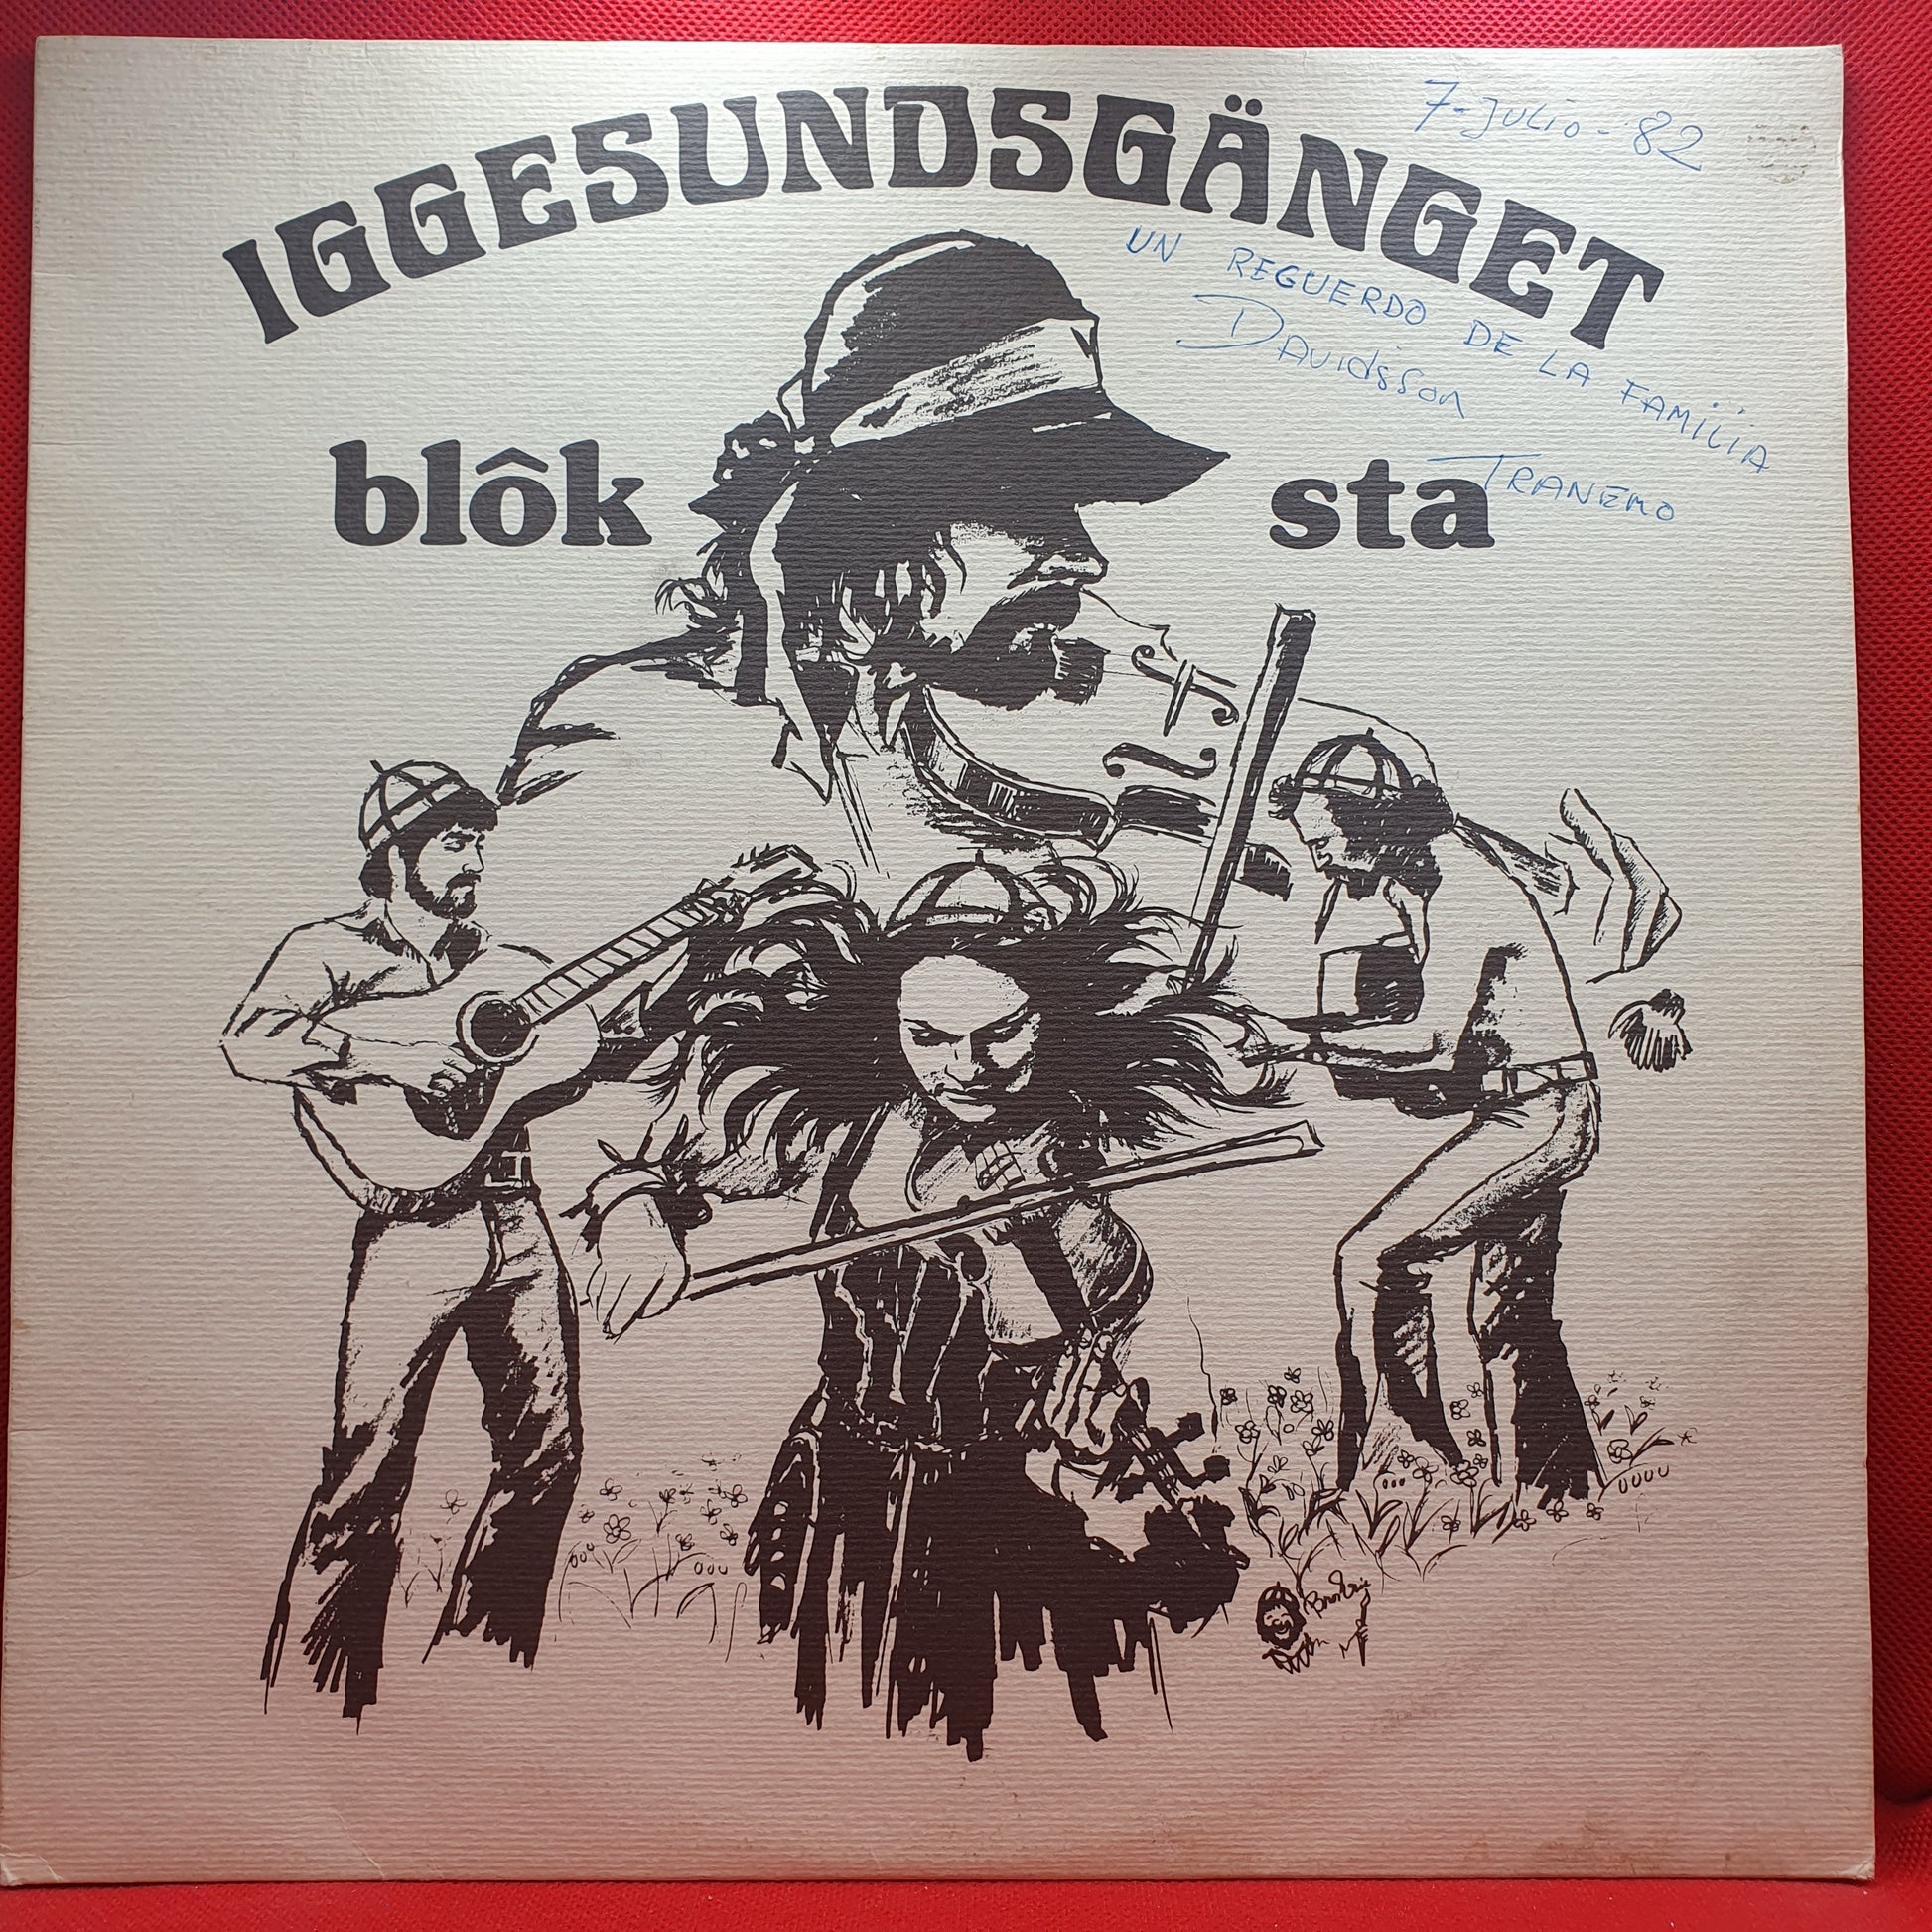 7-Julio-'82
IGGESUNDSGÄNGET
UN REGUERDO DE LA FAMILIA
Davidsson
TRANEMO
blôk sta